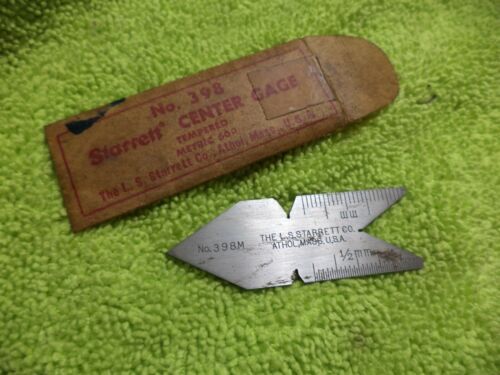 No. 398
Starrett CENTER GAGE
TEMPERED
METRIC 60°
The L. S. Starrett Co., Athol, Mass., U. S. A.
No. 398M
THE L.S. STARRETT CO.
ATHOL, MASS. U.S.A.
mm
1/2 mm